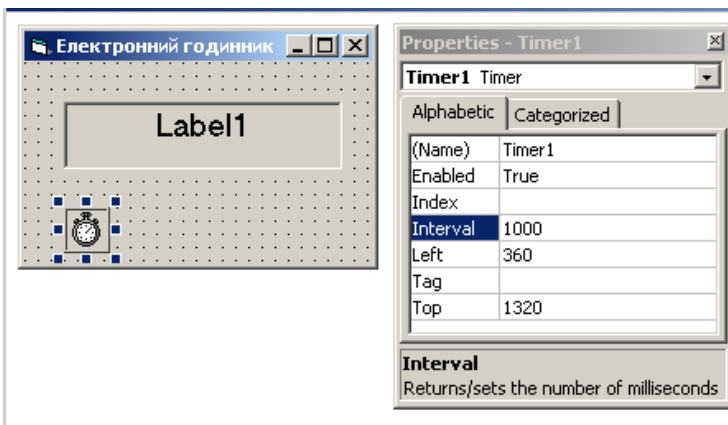 Електронний годинник
Label1
Properties - Timer1
Timer1 Timer
Alphabetic Categorized
(Name) Timer1
Enabled True
Index
Interval 1000
Left 360
Tag
Top 1320
Interval
Returns/sets the number of milliseconds